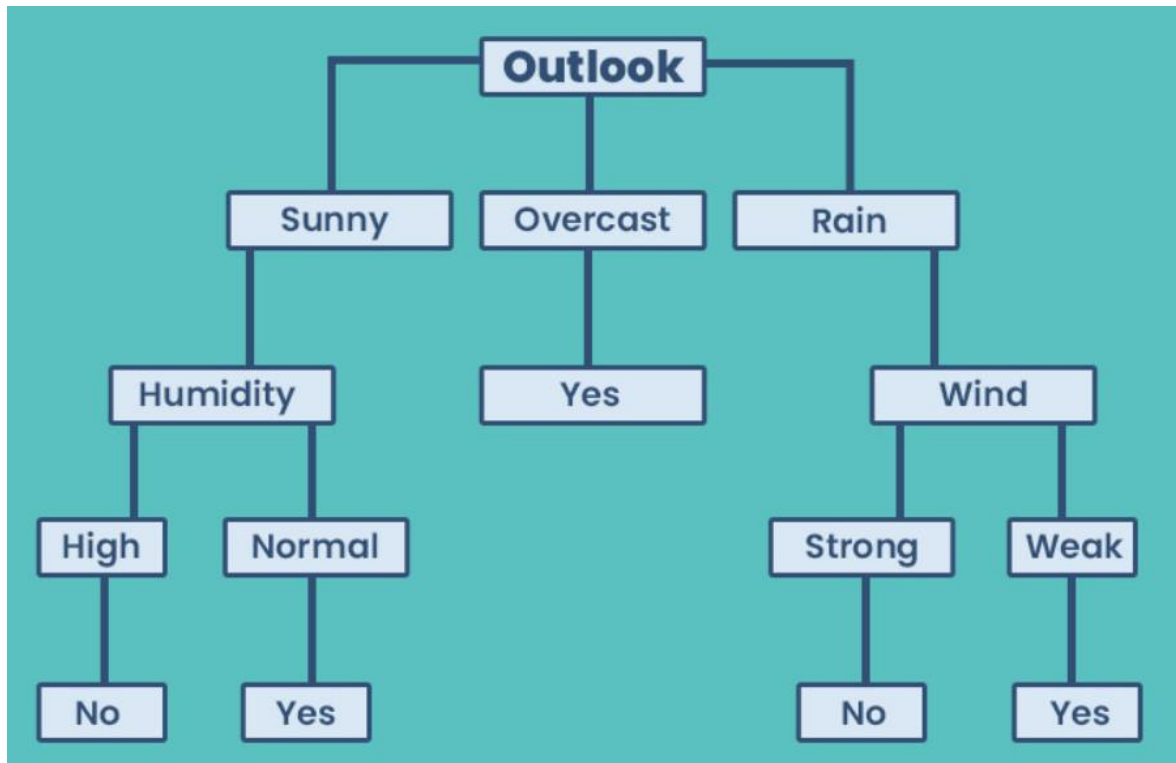 Outlook
Sunny Overcast Rain
Humidity Yes Wind
High Normal Strong Weak
No Yes No Yes